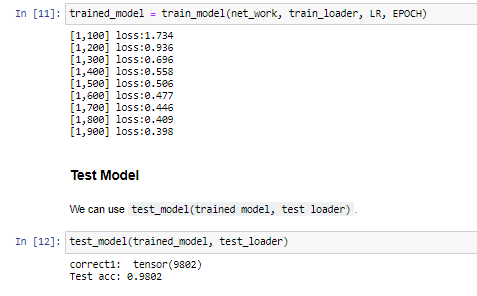 In [11]: trained_model = train_model(net_work, train_loader, LR, EPOCH)
[1,100] loss:1.734
[1,200] loss:0.936
[1,300] loss:0.696
[1,400] loss:0.558
[1,500] loss:0.506
[1,600] loss:0.477
[1,700] loss:0.446
[1,800] loss:0.409
[1,900] loss:0.398
Test Model
We can use test_model(trained model, test loader).
In [12]: test_model(trained_model, test_loader)
correct1:  tensor(9802)
Test acc: 0.9802